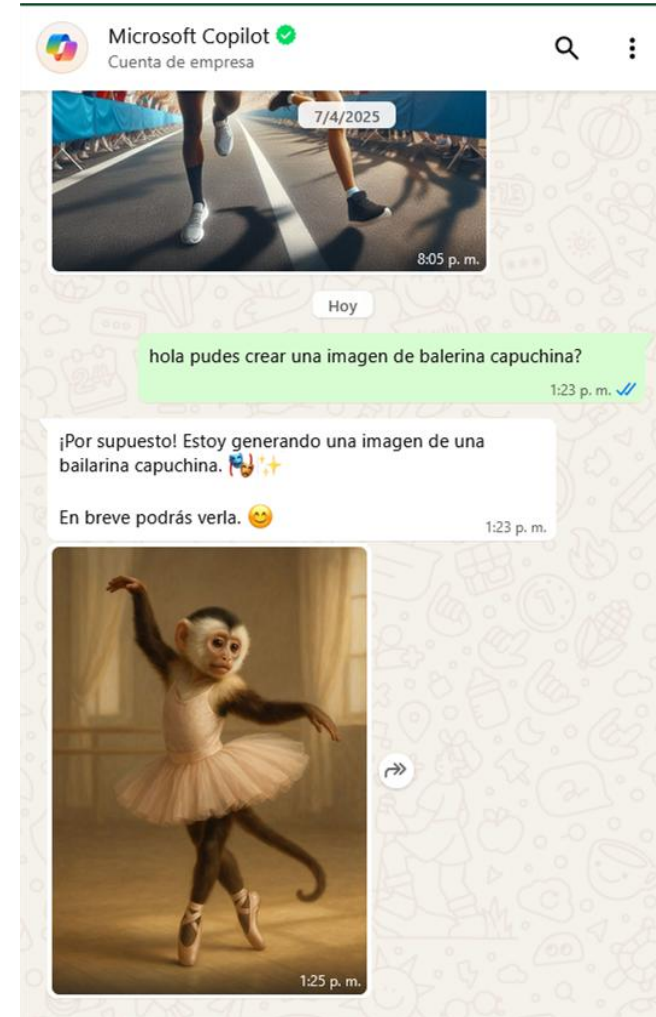 Microsoft Copilot
Cuenta de empresa
7/4/2025
8:05 p. m.
Hoy
hola pudes crear una imagen de balerina capuchina?
1:23 p. m.
¡Por supuesto! Estoy generando una imagen de una
bailarina capuchina. 🎭✨
En breve podrás verla. 😊
1:23 p. m.
1:25 p. m.